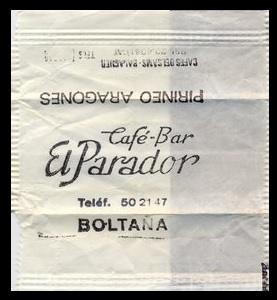 PIRINEO ARAGONES
Café-Bar
El Parador
Teléf. 50 21 47
BOLTAÑA